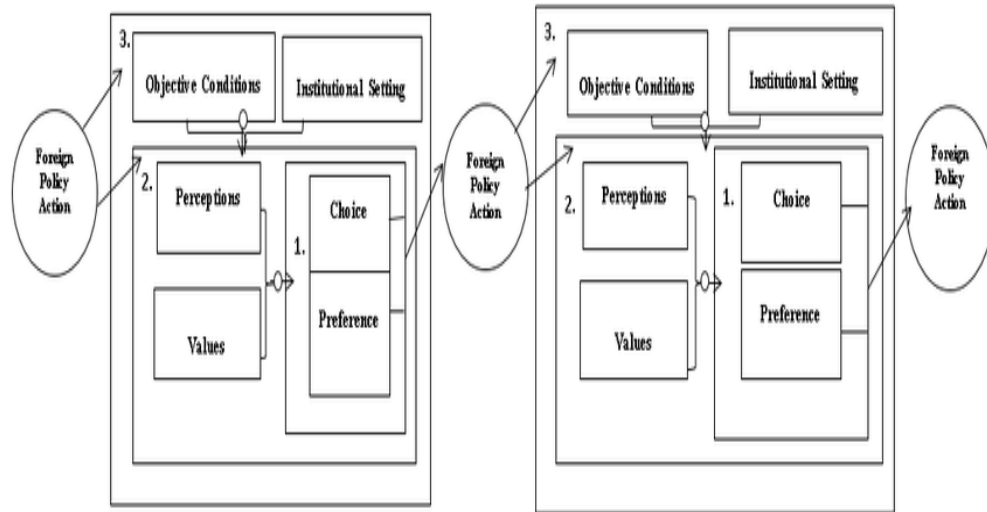 3.
Objective Conditions
Institutional Setting
Foreign
Policy
Action
2.
Perceptions
1.
Choice
Values
Preference
Foreign
Policy
Action
3.
Objective Conditions
Institutional Setting
2.
Perceptions
1.
Choice
Values
Preference
Foreign
Policy
Action